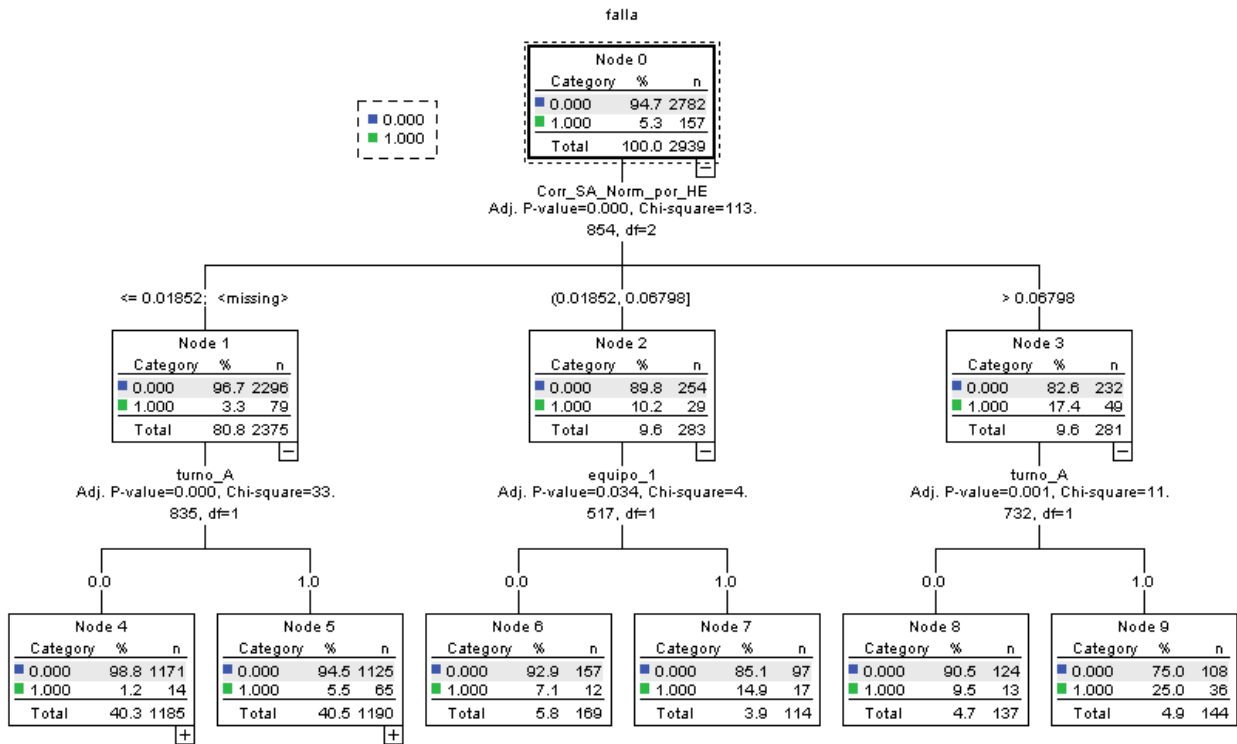 falla
Node 0
Category % n
0.000 94.7 2782
1.000 5.3 157
Total 100.0 2939
0.000
1.000
Corr_SA_Norm_por_HE
Adj. P-value=0.000, Chi-square=113.
854, df=2
<= 0.01852; <missing>
(0.01852, 0.06798]
> 0.06798
Node 1
Category % n
0.000 96.7 2296
1.000 3.3 79
Total 80.8 2375
Node 2
Category % n
0.000 89.8 254
1.000 10.2 29
Total 9.6 283
Node 3
Category % n
0.000 82.6 232
1.000 17.4 49
Total 9.6 281
turno_A
Adj. P-value=0.000, Chi-square=33.
835, df=1
equipo_1
Adj. P-value=0.034, Chi-square=4.
517, df=1
turno_A
Adj. P-value=0.001, Chi-square=11.
732, df=1
0.0
1.0
0.0
1.0
0.0
1.0
Node 4
Category % n
0.000 98.8 1171
1.000 1.2 14
Total 40.3 1185
Node 5
Category % n
0.000 94.5 1125
1.000 5.5 65
Total 40.5 1190
Node 6
Category % n
0.000 92.9 157
1.000 7.1 12
Total 5.8 169
Node 7
Category % n
0.000 85.1 97
1.000 14.9 17
Total 3.9 114
Node 8
Category % n
0.000 90.5 124
1.000 9.5 13
Total 4.7 137
Node 9
Category % n
0.000 75.0 108
1.000 25.0 36
Total 4.9 144